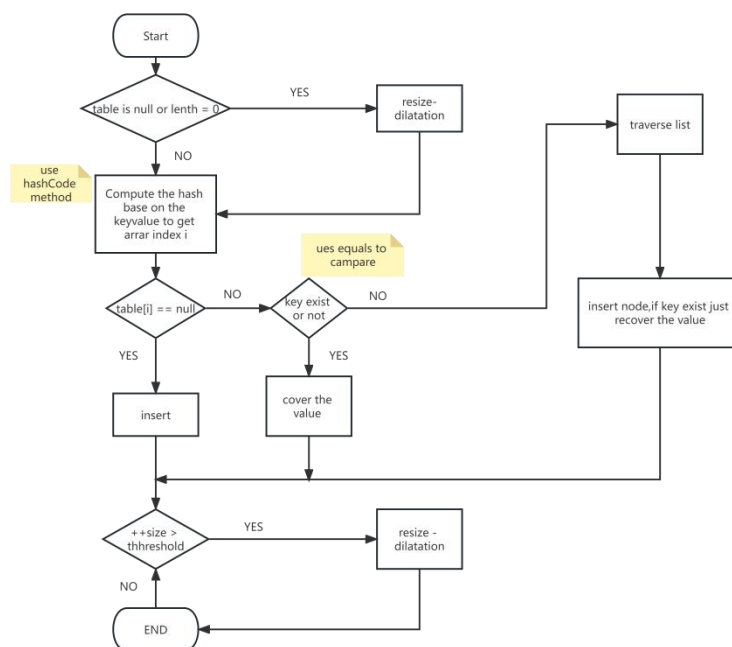 Start
table is null or lenth = 0
YES
resize-
dilatation
traverse list
NO
use
hashCode
method
Compute the hash
base on the
keyvalue to get
arrar index i
ues equals to
campare
table[i] == null
NO
key exist
or not
NO
insert node,if key exist just
recover the value
YES
YES
insert
cover the
value
++size >
thhreshold
YES
resize -
dilatation
NO
END